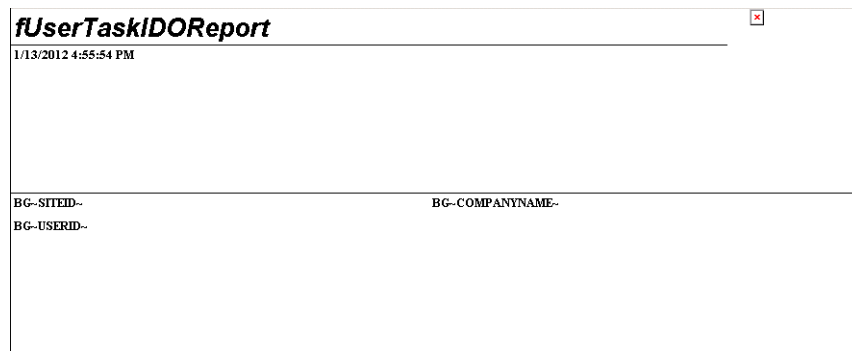 fUserTaskIDOReport
1/13/2012 4:55:54 PM
BG~SITEID~ BG~COMPANYNAME~
BG~USERID~